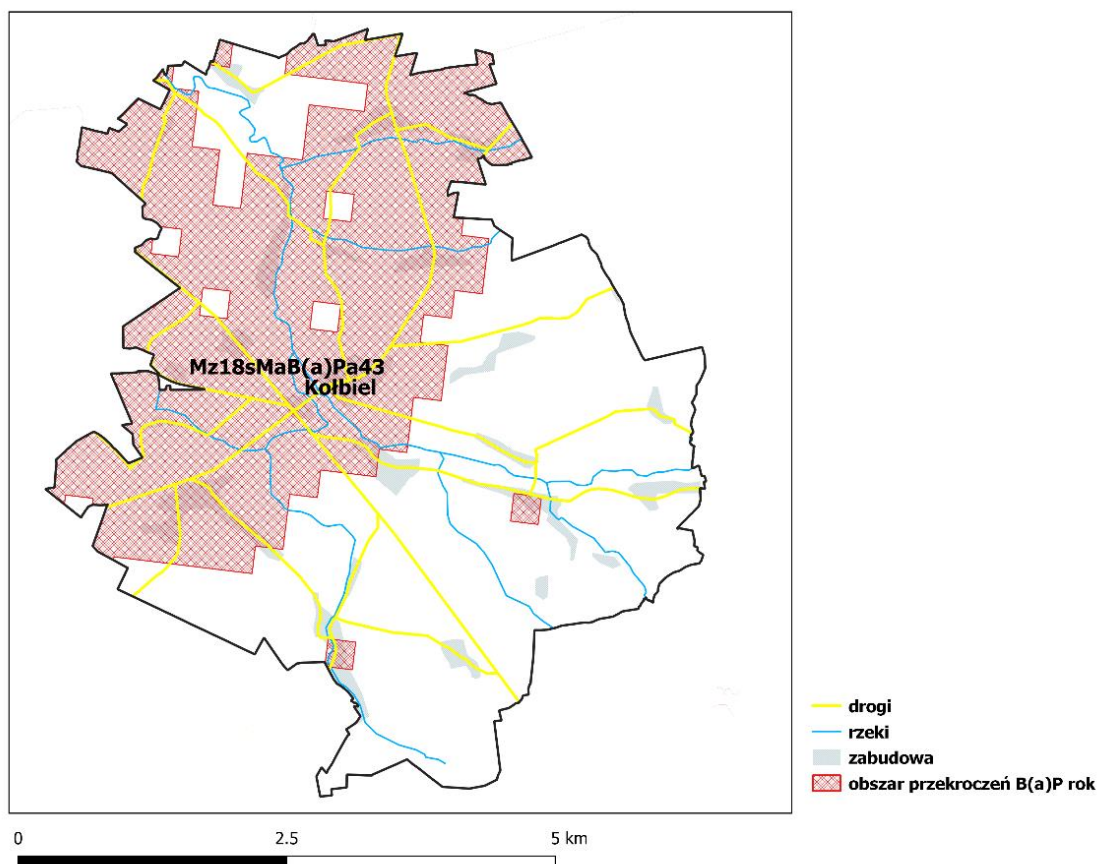 Mz18sMaB(a)Pa43
Kołbiel
drogi
rzeki
zabudowa
obszar przekroczeń B(a)P rok
0 2.5 5 km